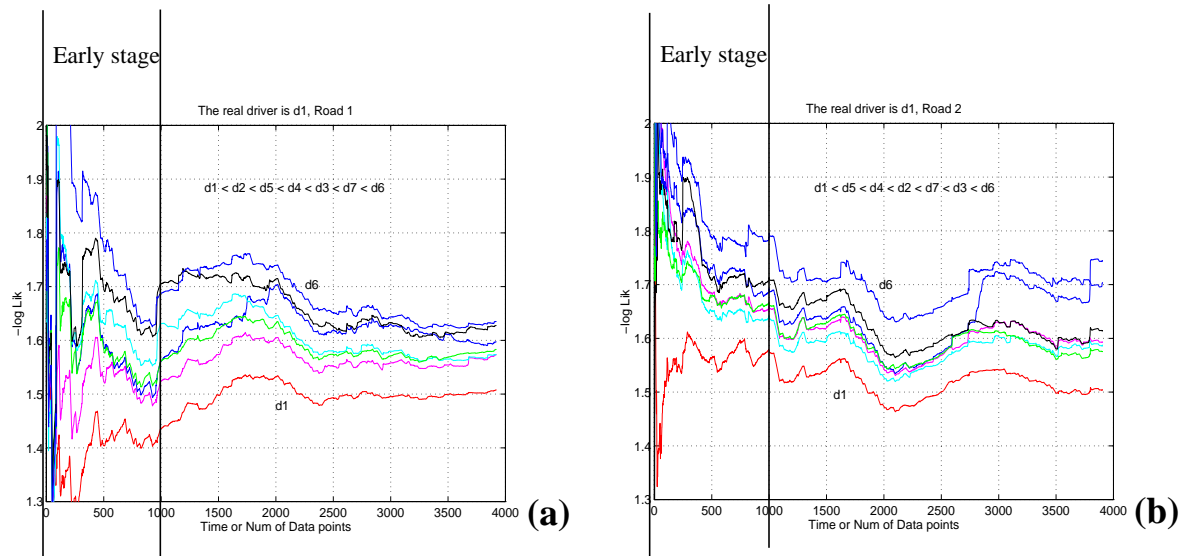 Early stage
The real driver is d1, Road 1
2
1.9
1.8
1.7
1.6
1.5
1.4
1.3
−log Lik
d1 < d2 < d5 < d4 < d3 < d7 < d6
d6
d1
0 500 1000 1500 2000 2500 3000 3500 4000
Time or Num of Data points
(a)
Early stage
The real driver is d1, Road 2
2
1.9
1.8
1.7
1.6
1.5
1.4
1.3
−log Lik
d1 < d5 < d4 < d2 < d7 < d3 < d6
d6
d1
0 500 1000 1500 2000 2500 3000 3500 4000
Time or Num of Data points
(b)